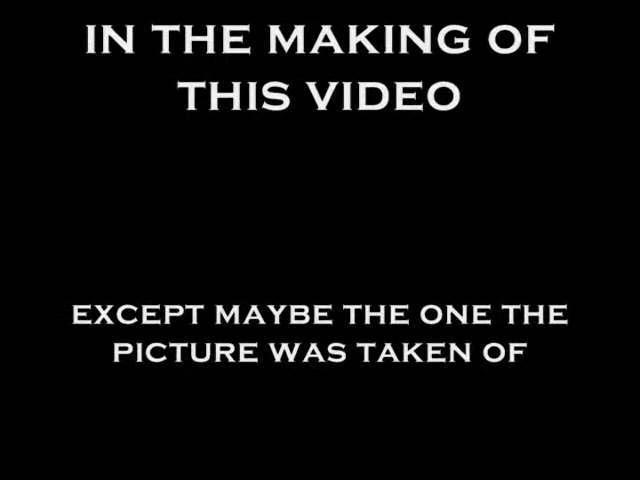 IN THE MAKING OF
THIS VIDEO
EXCEPT MAYBE THE ONE THE
PICTURE WAS TAKEN OF